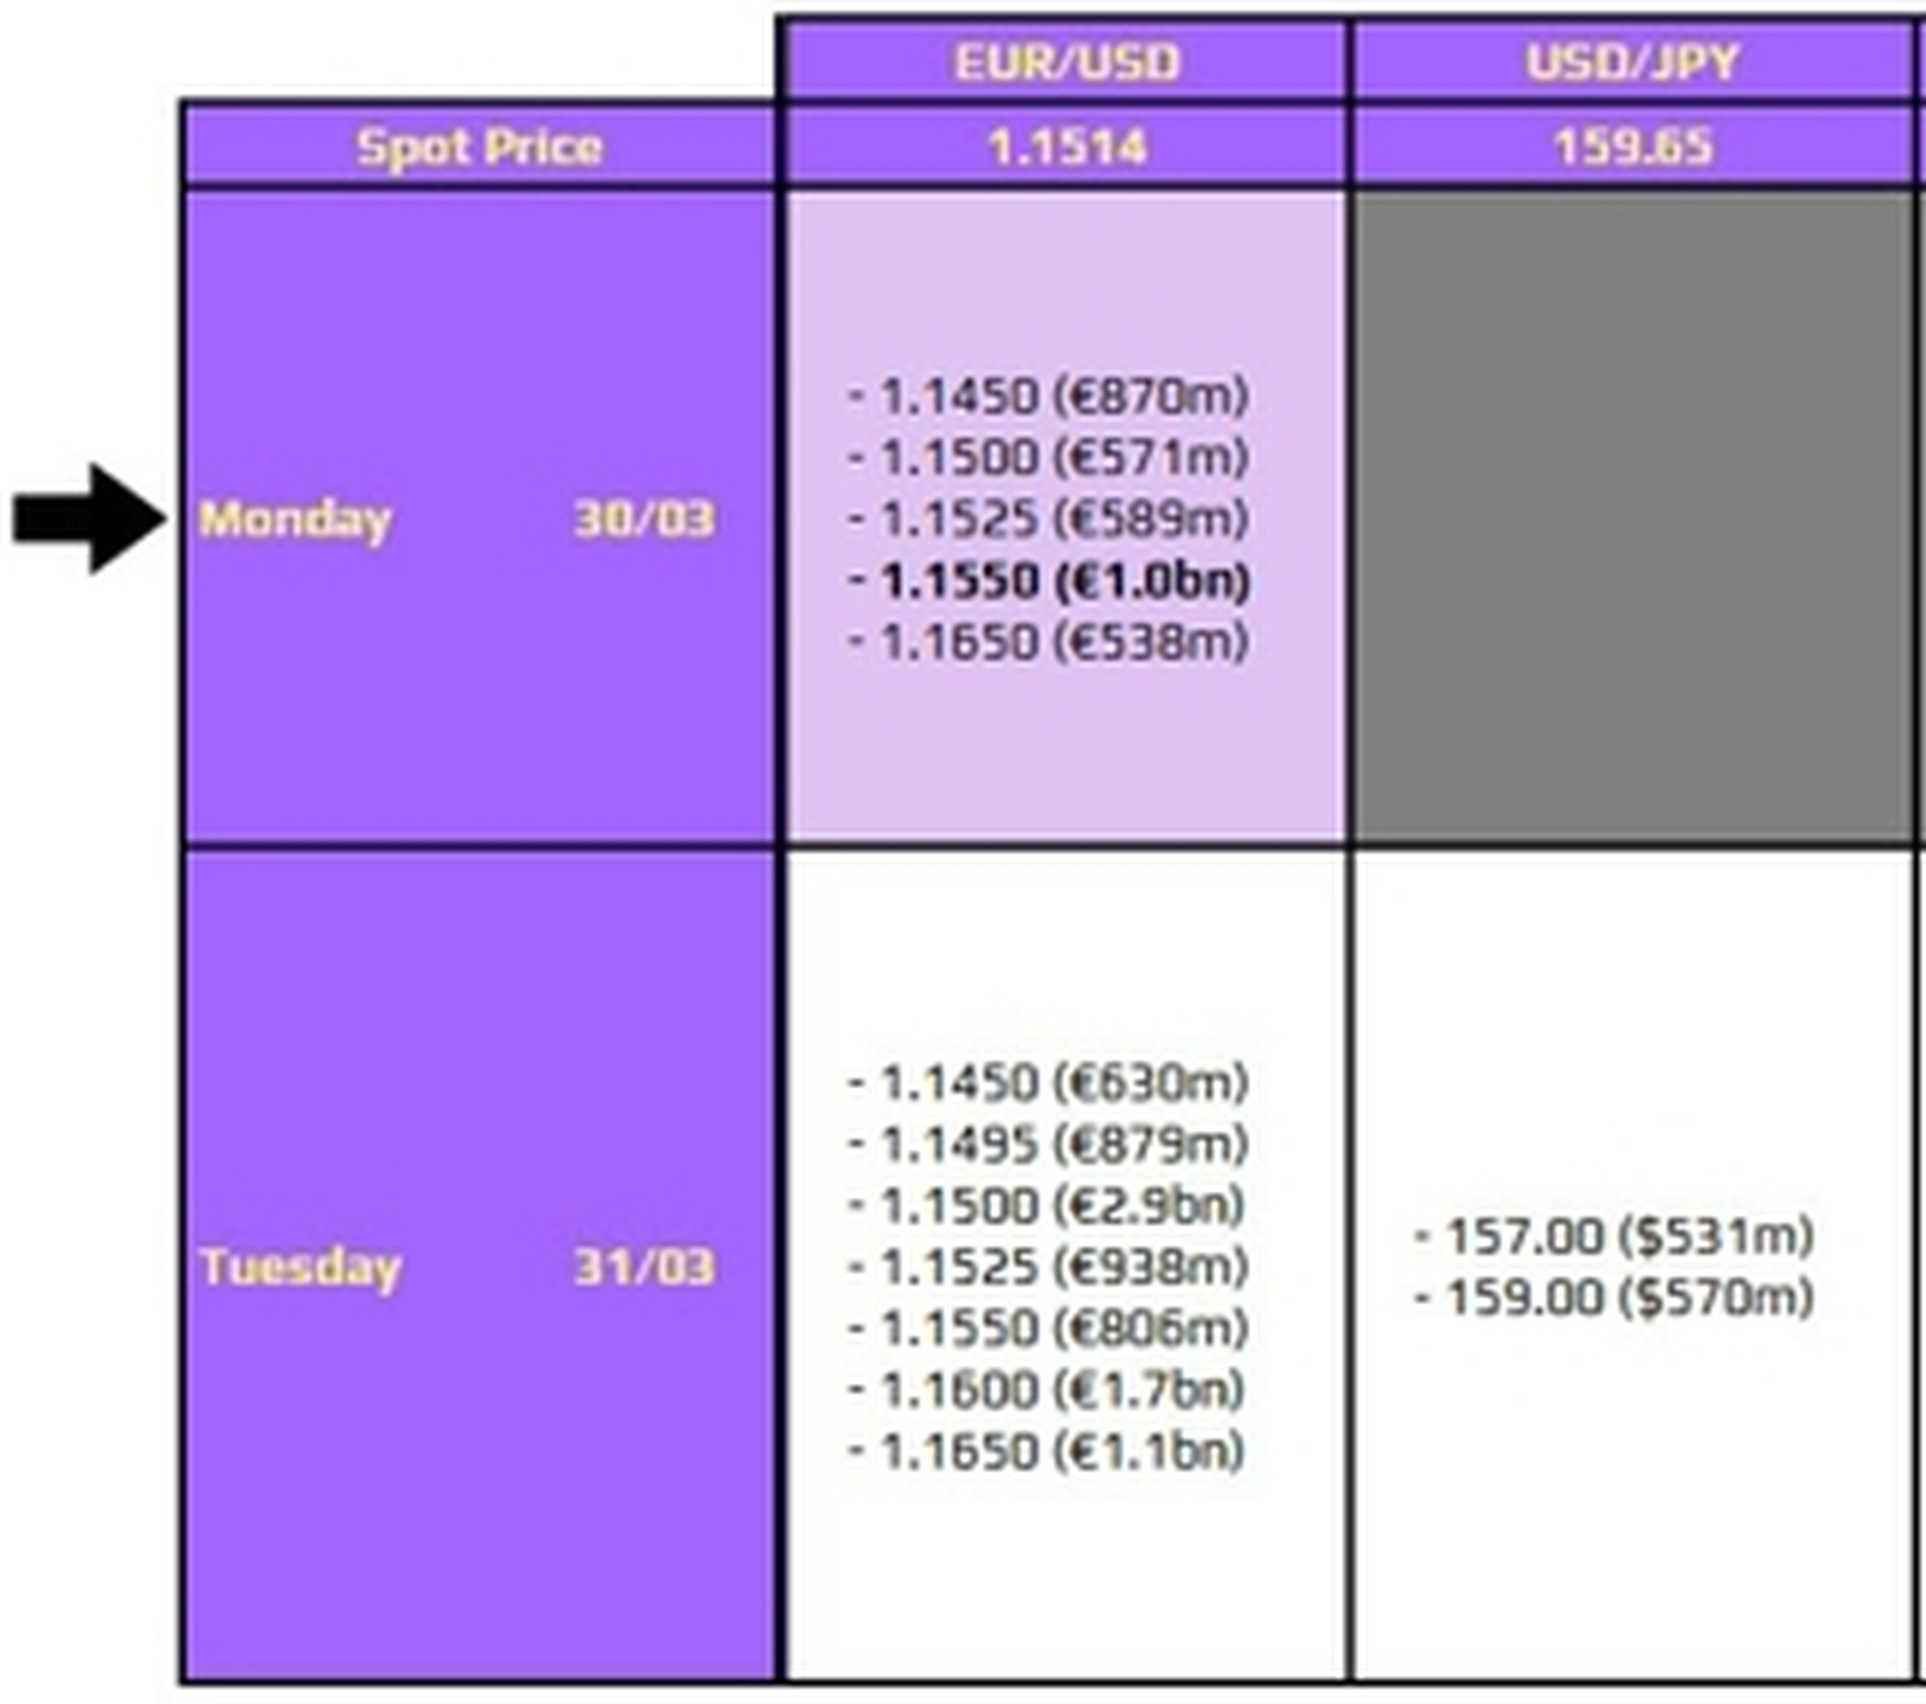 EUR/USD USD/JPY
Spot Price 1.1514 159.65
Monday 30/03
- 1.1450 (€870m)
- 1.1500 (€571m)
- 1.1525 (€589m)
- 1.1550 (€1.0bn)
- 1.1650 (€538m)
Tuesday 31/03
- 1.1450 (€630m)
- 1.1495 (€879m)
- 1.1500 (€2.9bn)
- 1.1525 (€938m)
- 1.1550 (€806m)
- 1.1600 (€1.7bn)
- 1.1650 (€1.1bn)
- 157.00 ($531m)
- 159.00 ($570m)